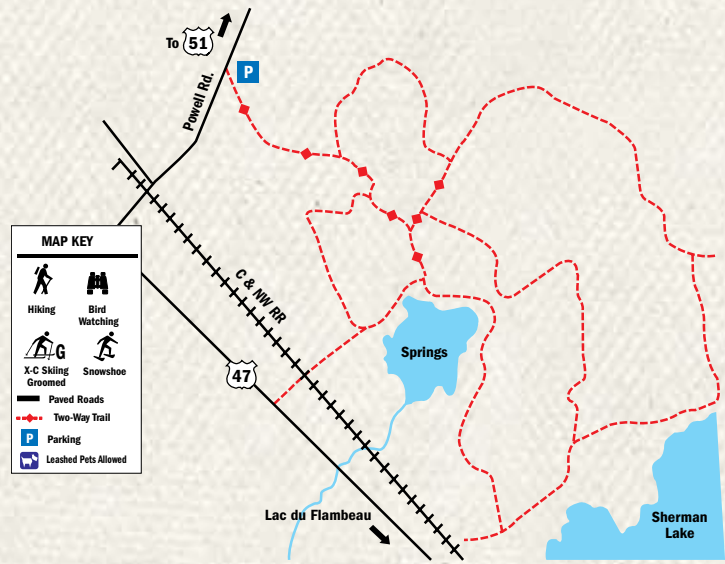 To 51
P
Powell Rd.
C & NW RR
47
Springs
Lac du Flambeau
Sherman
Lake
MAP KEY
Hiking
Bird
Watching
G
X-C Skiing
Groomed
Snowshoe
Paved Roads
Two-Way Trail
P Parking
Leashed Pets Allowed